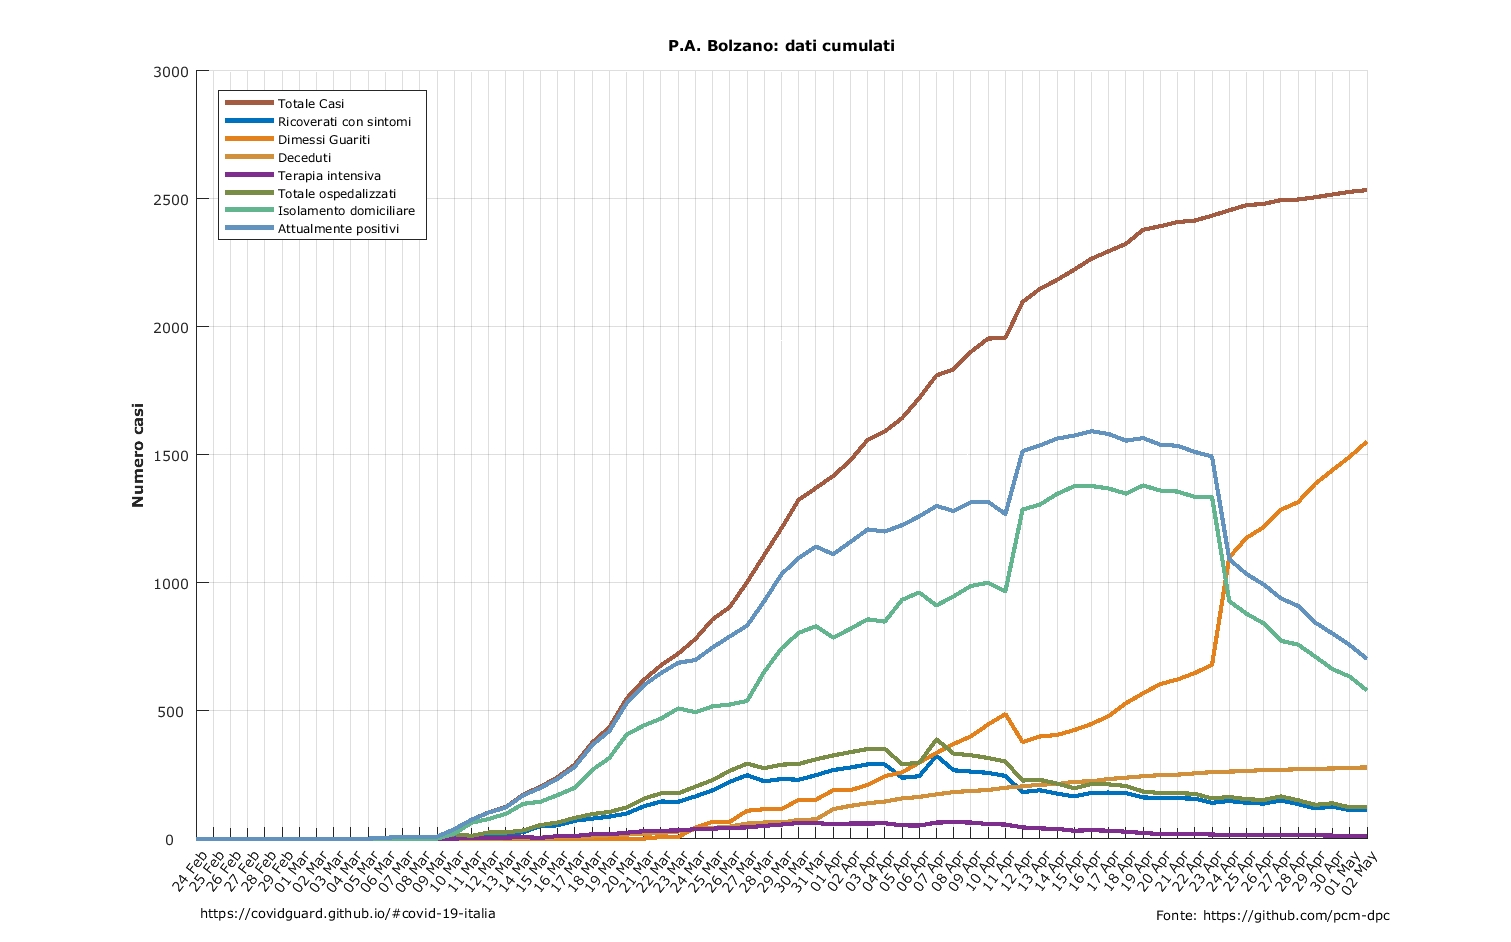 P.A. Bolzano: dati cumulati
3000
2500
2000
1500
1000
500
0
Numero casi
Totale Casi
Ricoverati con sintomi
Dimessi Guariti
Deceduti
Terapia intensiva
Totale ospedalizzati
Isolamento domiciliare
Attualmente positivi
24 Feb
25 Feb
26 Feb
27 Feb
28 Feb
29 Feb
01 Mar
02 Mar
03 Mar
04 Mar
05 Mar
06 Mar
07 Mar
08 Mar
09 Mar
10 Mar
11 Mar
12 Mar
13 Mar
14 Mar
15 Mar
16 Mar
17 Mar
18 Mar
19 Mar
20 Mar
21 Mar
22 Mar
23 Mar
24 Mar
25 Mar
26 Mar
27 Mar
28 Mar
29 Mar
30 Mar
31 Mar
01 Apr
02 Apr
03 Apr
04 Apr
05 Apr
06 Apr
07 Apr
08 Apr
09 Apr
10 Apr
11 Apr
12 Apr
13 Apr
14 Apr
15 Apr
16 Apr
17 Apr
18 Apr
19 Apr
20 Apr
21 Apr
22 Apr
23 Apr
24 Apr
25 Apr
26 Apr
27 Apr
28 Apr
29 Apr
30 Apr
01 May
02 May
https://covidguard.github.io/#covid-19-italia
Fonte: https://github.com/pcm-dpc